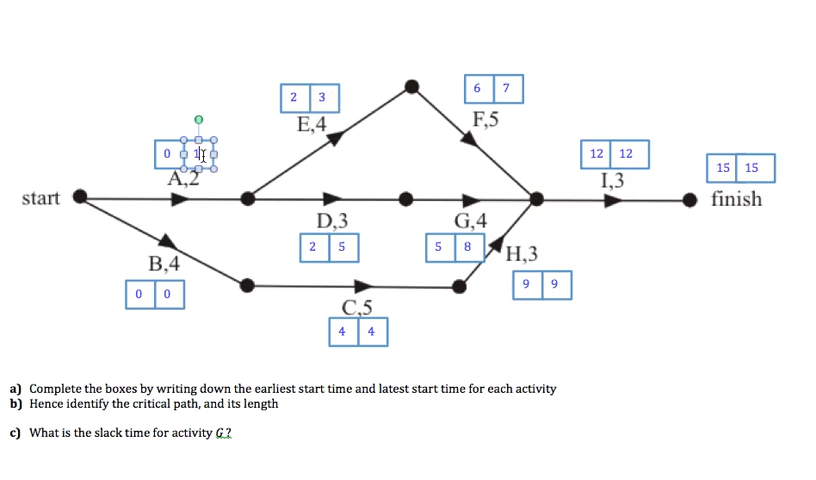 6 7
2 3
E,4
F,5
0 1
12 12
A,2
I,3
15 15
start
finish
D,3
G,4
2 5
5 8
H,3
B,4
9 9
0 0
C,5
4 4
a) Complete the boxes by writing down the earliest start time and latest start time for each activity
b) Hence identify the critical path, and its length
c) What is the slack time for activity G?